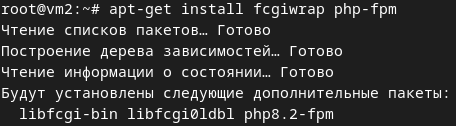 root@vm2:~# apt-get install fcgiwrap php-fpm
Чтение списков пакетов… Готово
Построение дерева зависимостей… Готово
Чтение информации о состоянии… Готово
Будут установлены следующие дополнительные пакеты:
  libfcgi-bin libfcgi0ldbl php8.2-fpm